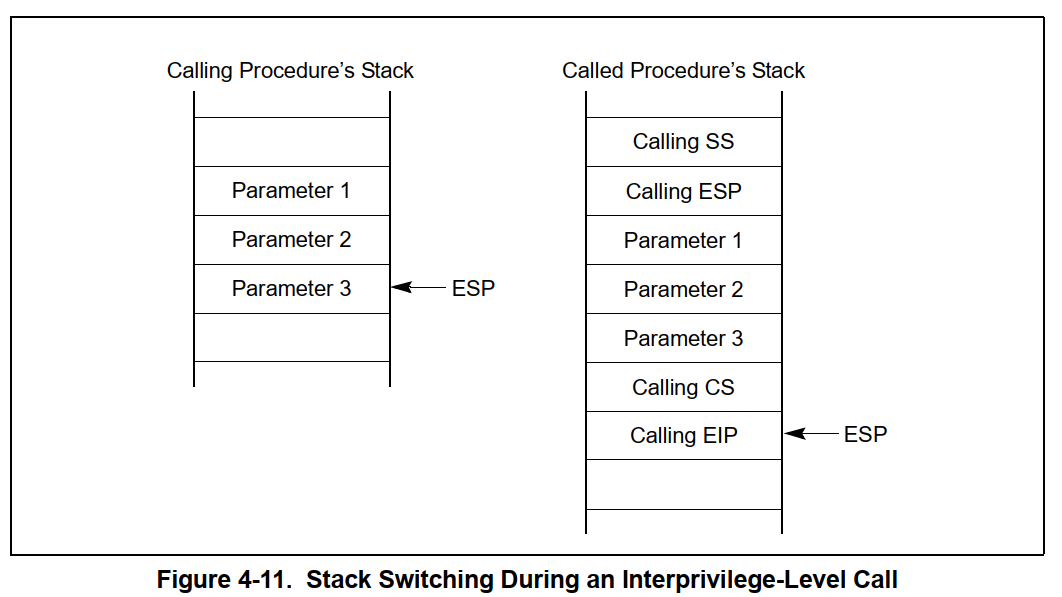 Calling Procedure's Stack
Called Procedure's Stack
Parameter 1
Parameter 2
Parameter 3
ESP
Calling SS
Calling ESP
Parameter 1
Parameter 2
Parameter 3
Calling CS
Calling EIP
ESP
Figure 4-11. Stack Switching During an Interprivilege-Level Call